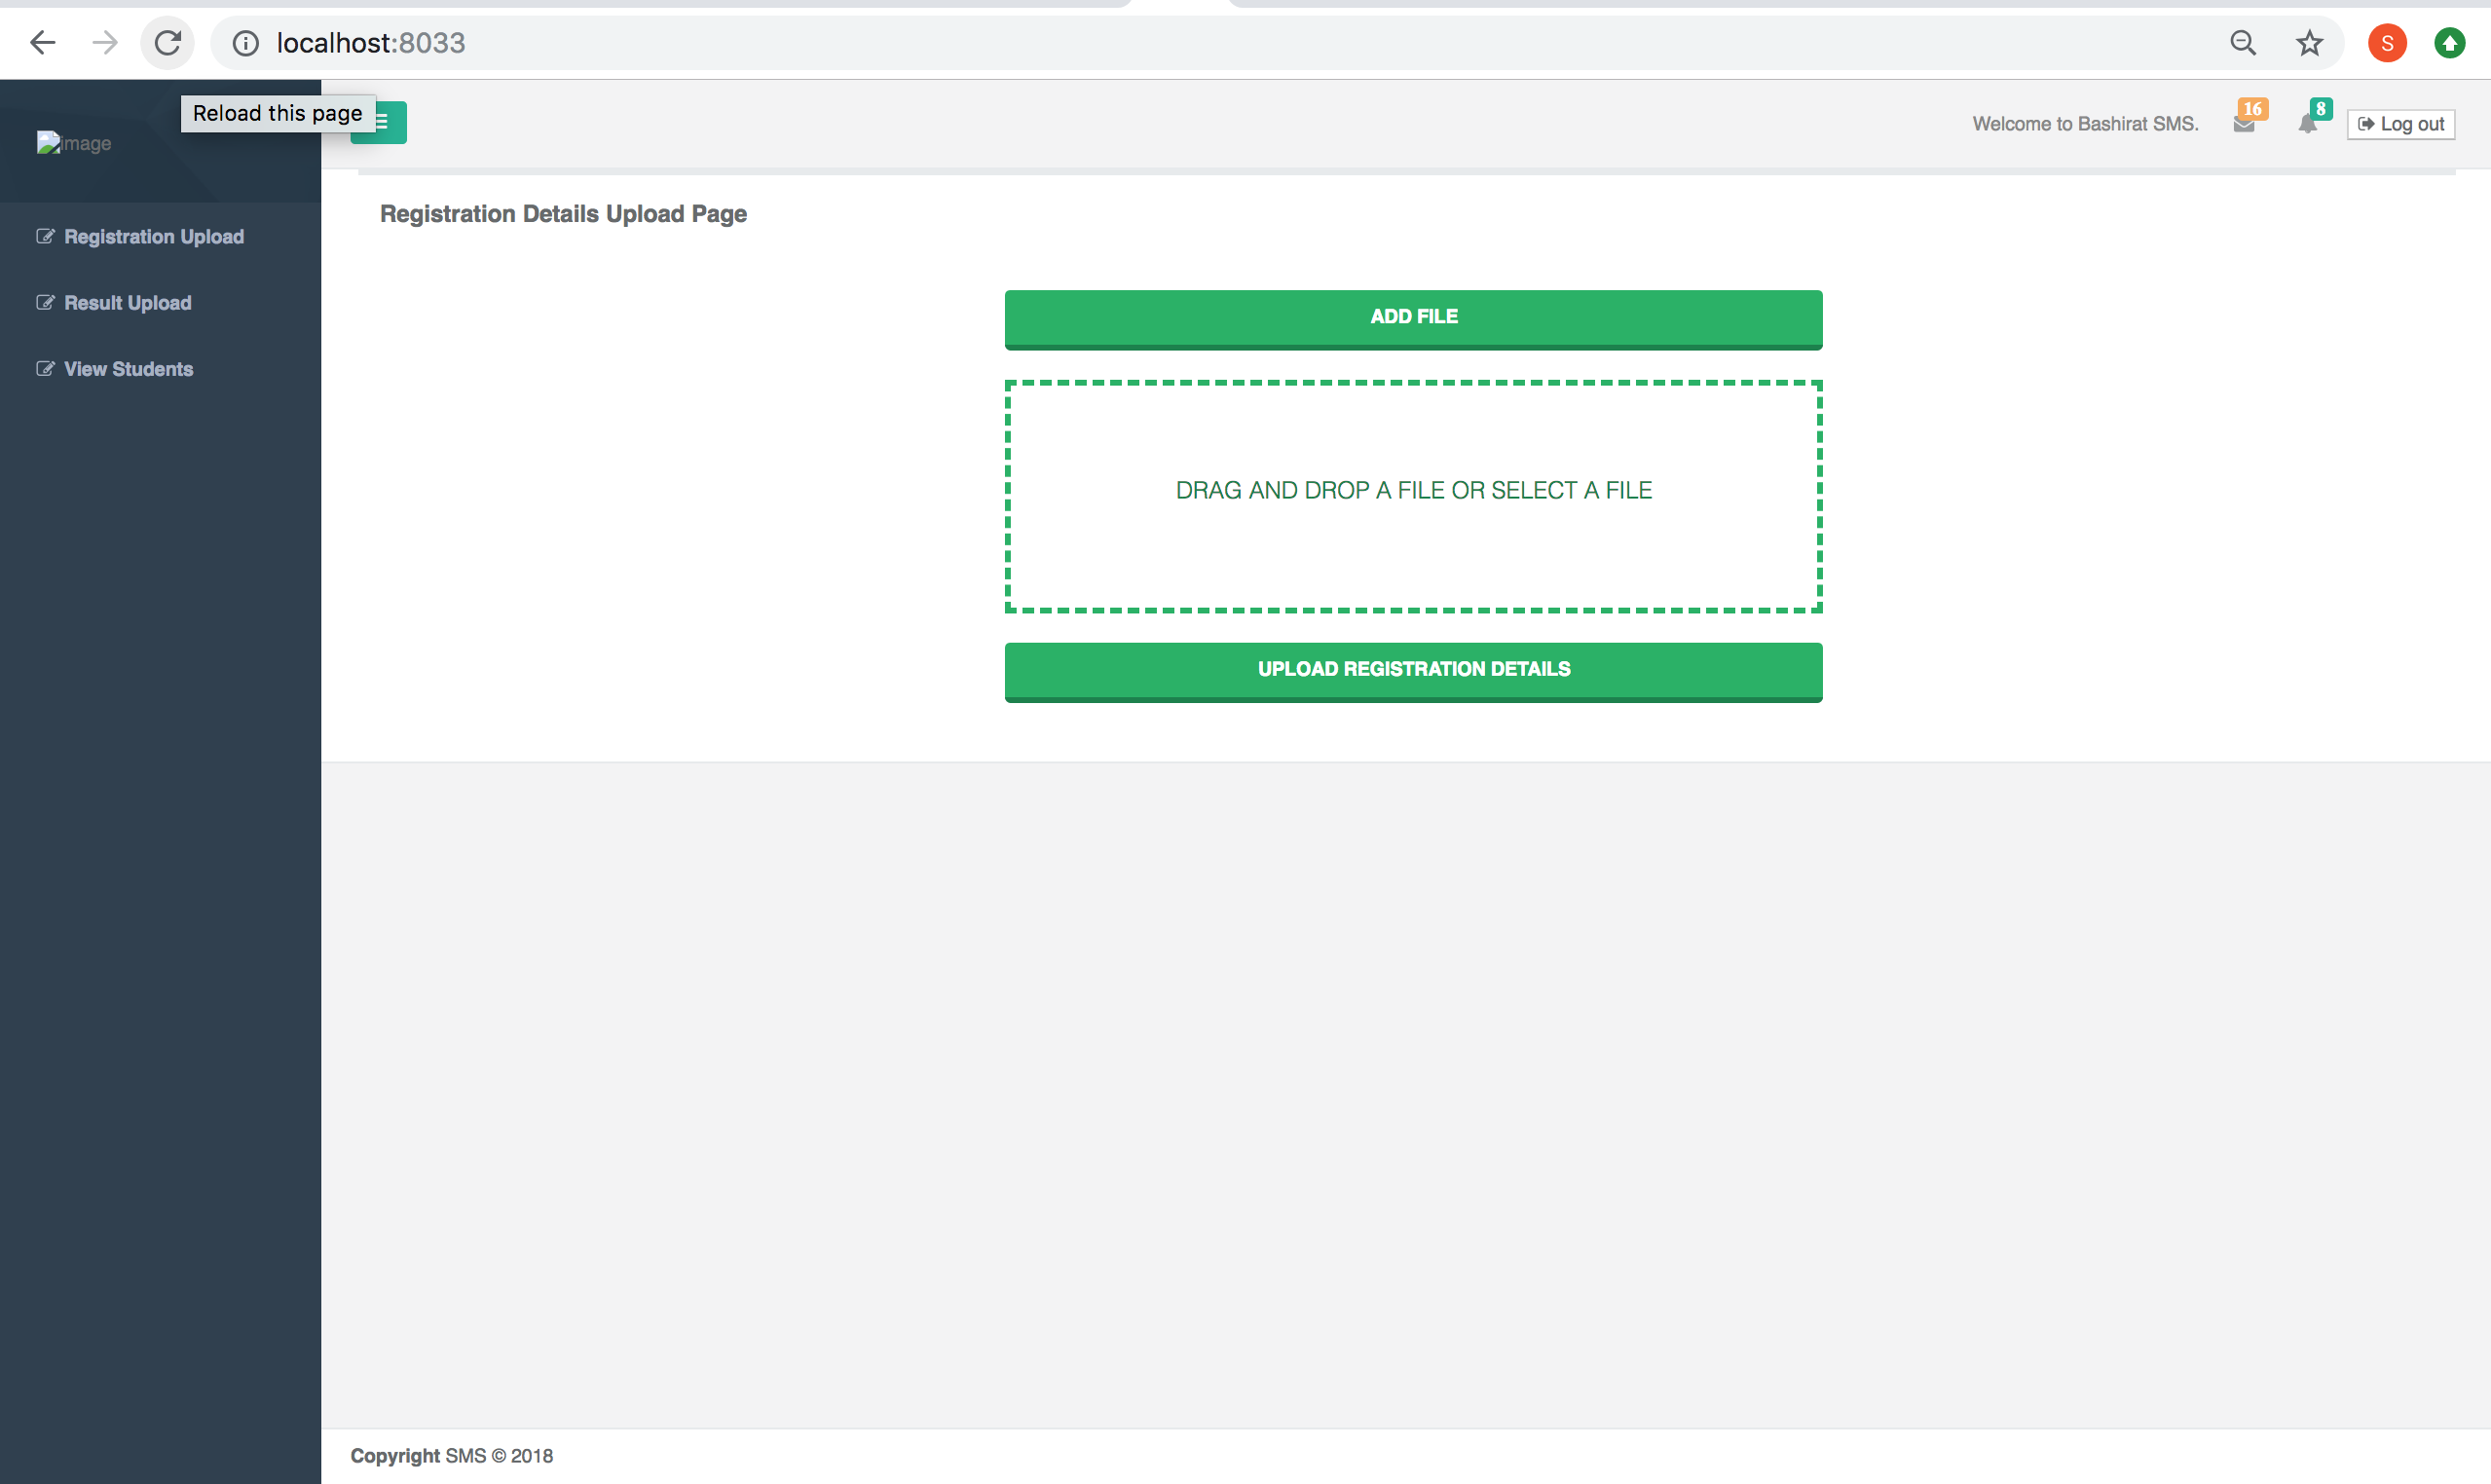 localhost:8033
S
Reload this page
image
Welcome to Bashirat SMS.
16
8
Log out
Registration Upload
Result Upload
View Students
Registration Details Upload Page
ADD FILE
DRAG AND DROP A FILE OR SELECT A FILE
UPLOAD REGISTRATION DETAILS
Copyright SMS © 2018